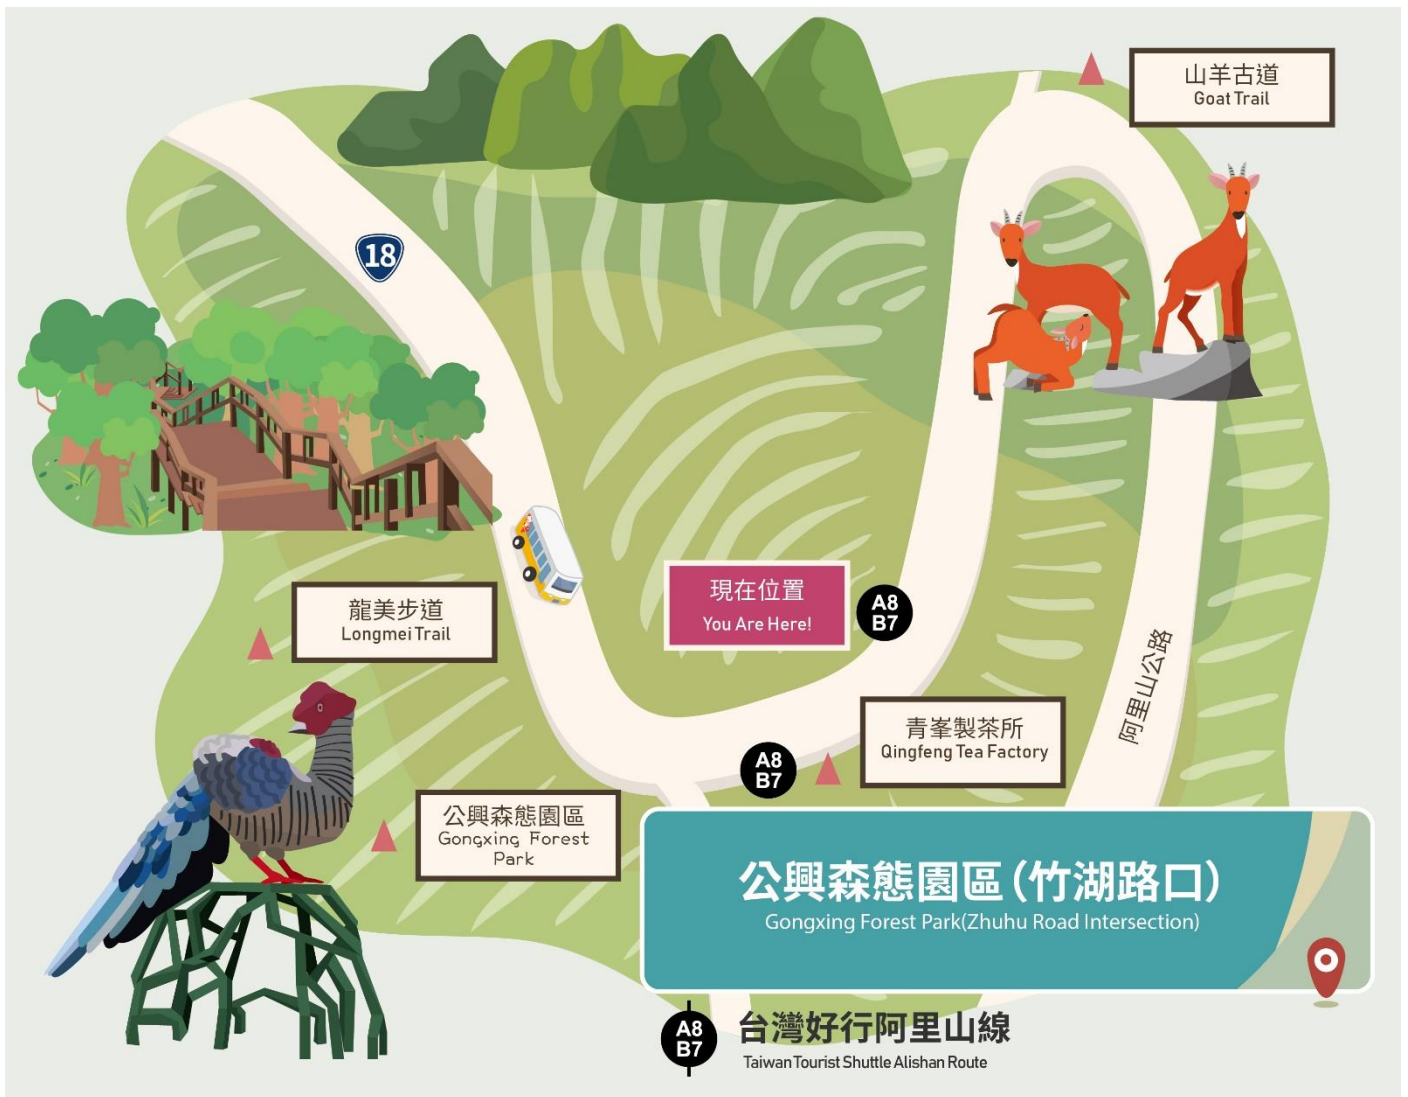 山羊古道
Goat Trail
18
現在位置
You Are Here!
A8
B7
龍美步道
Longmei Trail
阿里山公路
青峯製茶所
Qingfeng Tea Factory
A8
B7
公興森態園區
Gongxing Forest
Park
公興森態園區(竹湖路口)
Gongxing Forest Park(Zhuhu Road Intersection)
A8
B7
台灣好行阿里山線
Taiwan Tourist Shuttle Alishan Route